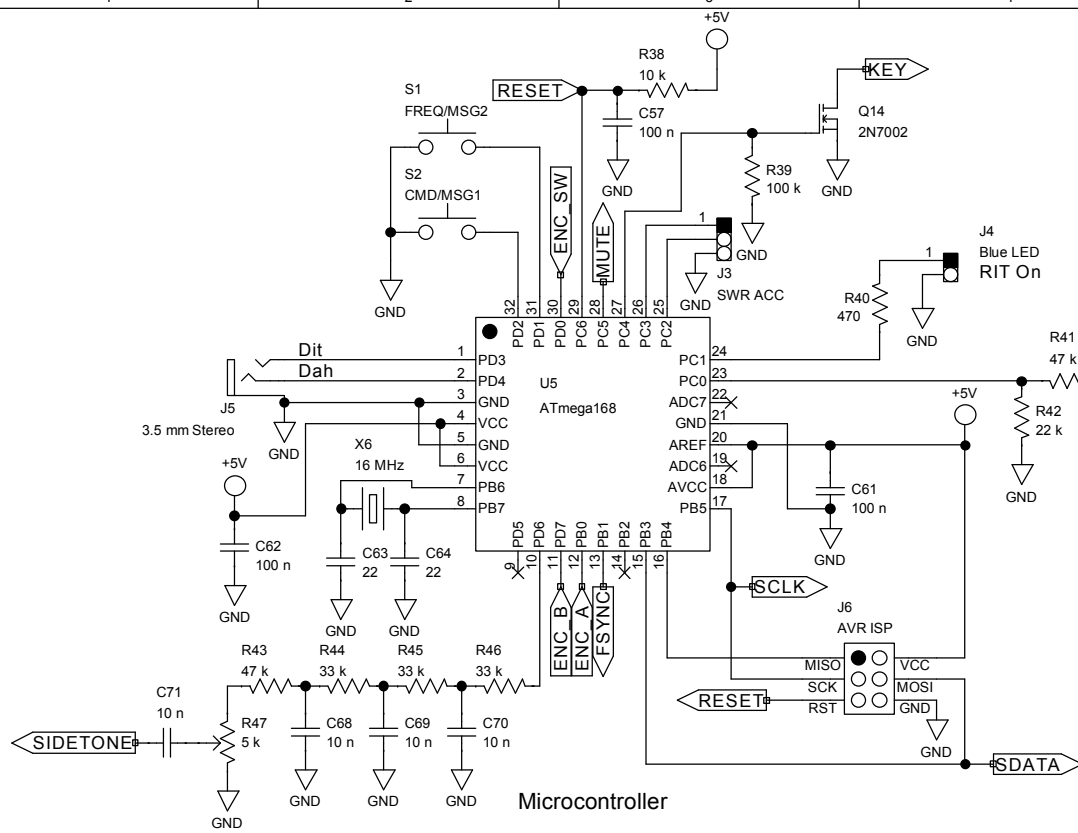 2
+5V
R38
10 k
RESET
KEY
S1
FREQ/MSG2
C57
100 n
Q14
2N7002
GND
GND
S2
CMD/MSG1
ENC_SW
MUTE
R39
100 k
1
GND
J3
SWR ACC
GND
J4
Blue LED
RIT On
1
R40
470
GND
GND
32 31 30 29 28 27 26 25
PD2 PD1 PD0 PC6 PC5 PC4 PC3 PC2
Dit
Dah
J5
3.5 mm Stereo
GND
1 PD3
2 PD4
3 GND
4 VCC
5 GND
6 VCC
7 PB6
8 PB7
U5
ATmega168
PC1 24
PC0 23
ADC7 22
GND 21
AREF 20
ADC6 19
AVCC 18
PB5 17
R41
47 k
R42
22 k
GND
+5V
C61
100 n
GND
+5V
X6
16 MHz
C62
100 n
GND
C63
22
C64
22
GND
GND
PD5 PD6 PD7 PB0 PB1 PB2 PB3 PB4
9 10 11 12 13 14 15 16
ENC_B
ENC_A
FSYNC
SCLK
J6
AVR ISP
MISO
VCC
SCK
MOSI
RST
GND
RESET
GND
SDATA
R43
47 k
R44
33 k
R45
33 k
R46
33 k
C71
10 n
R47
5 k
C68
10 n
C69
10 n
C70
10 n
SIDETONE
GND
GND
GND
GND
Microcontroller